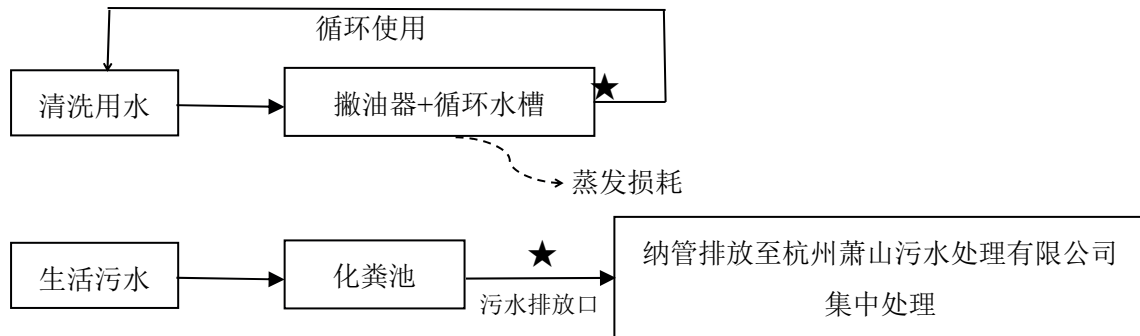 循环使用
清洗用水
撇油器+循环水槽
蒸发损耗
生活污水
化粪池
污水排放口
纳管排放至杭州萧山污水处理有限公司
集中处理